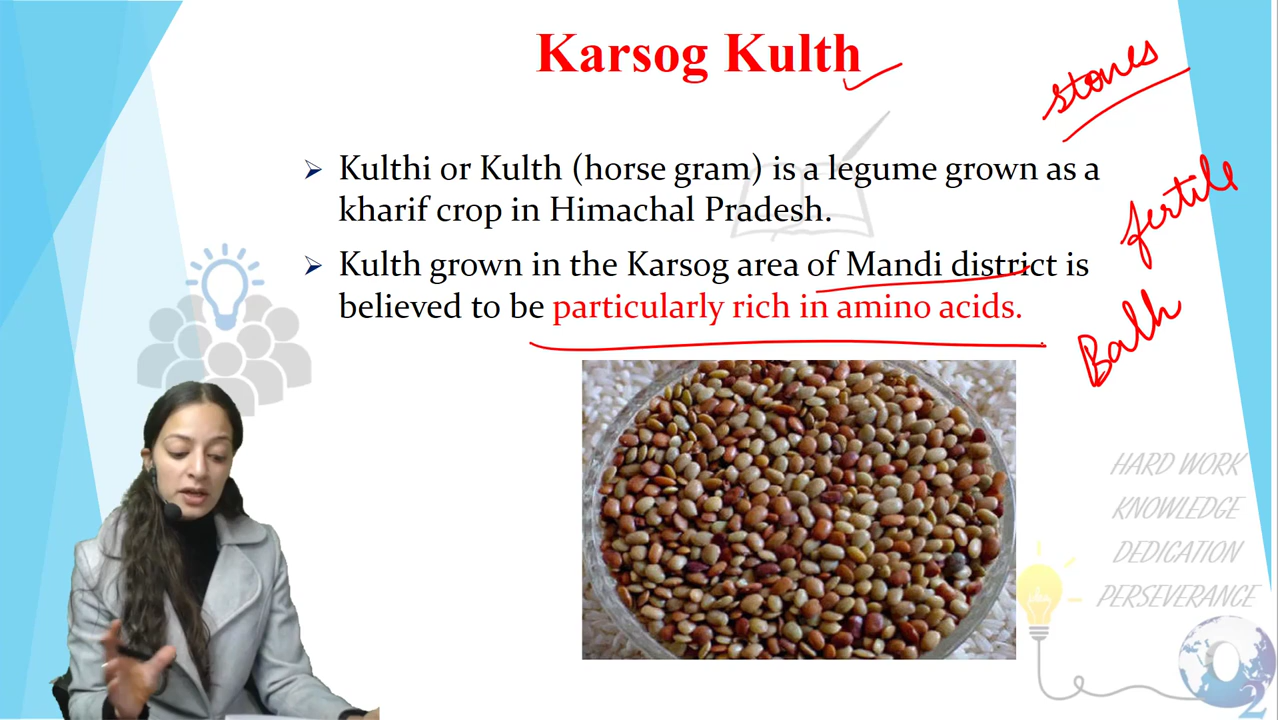 Karsog Kulth
stones
Kulthi or Kulth (horse gram) is a legume grown as a
kharif crop in Himachal Pradesh.
fertile
Kulth grown in the Karsog area of Mandi district is
believed to be particularly rich in amino acids.
Balh
HARD WORK
KNOWLEDGE
DEDICATION
PERSEVERANCE
idea
O2